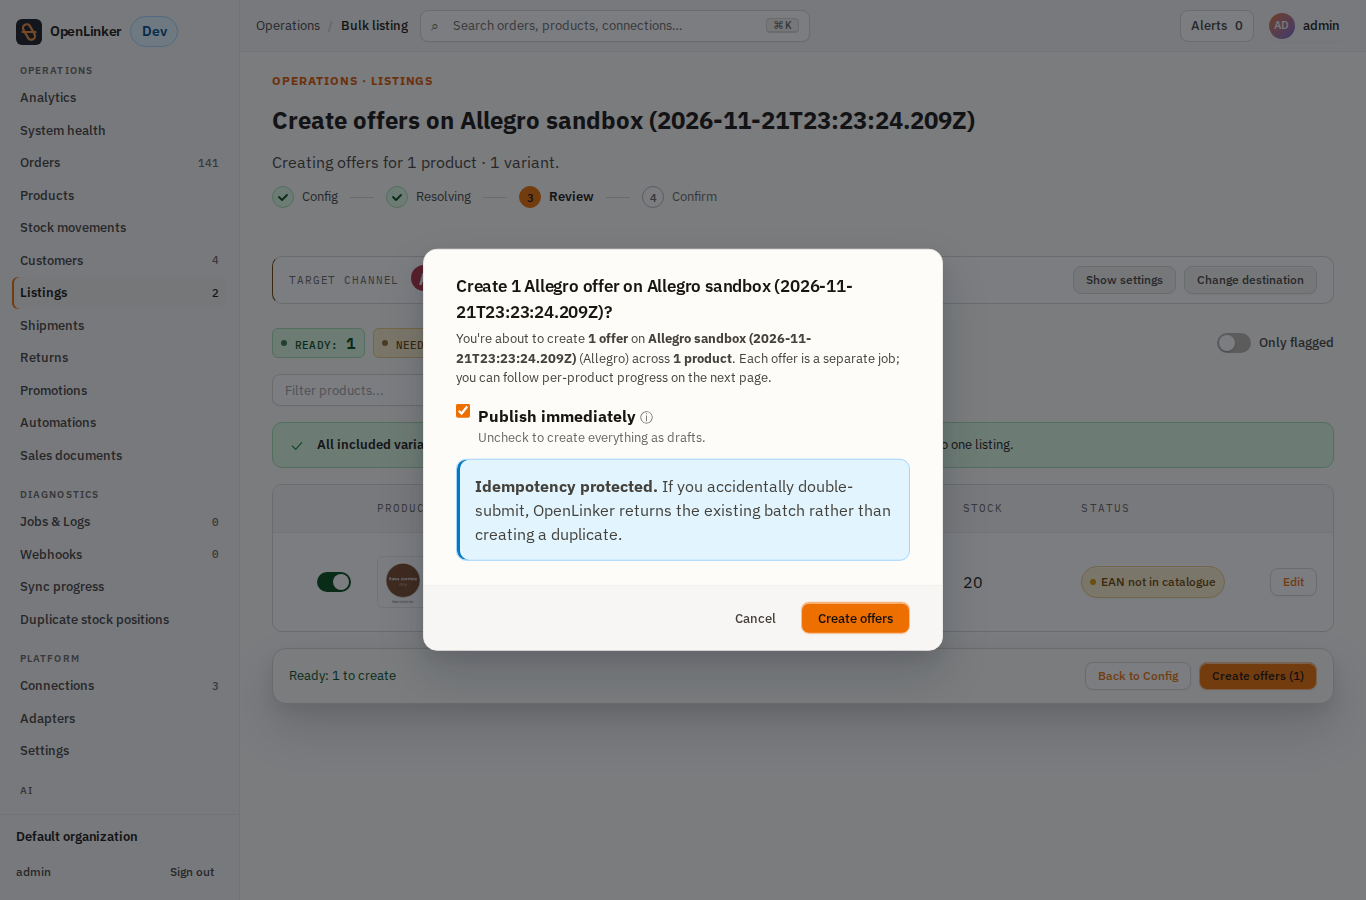 OpenLinker Dev
OPERATIONS
Analytics
System health
Orders 141
Products
Stock movements
Customers 4
Listings 2
Shipments
Returns
Promotions
Automations
Sales documents
DIAGNOSTICS
Jobs & Logs 0
Webhooks 0
Sync progress
Duplicate stock positions
PLATFORM
Connections 3
Adapters
Settings
AI
Default organization
admin Sign out
Operations / Bulk listing
Search orders, products, connections... ⌘K
Alerts 0
AD admin
OPERATIONS · LISTINGS
Create offers on Allegro sandbox (2026-11-21T23:23:24.209Z)
Creating offers for 1 product · 1 variant.
Config Resolving 3 Review 4 Confirm
TARGET CHANNEL
Show settings Change destination
READY: 1
Only flagged
Filter products...
All included
o one listing.
STOCK STATUS
20 EAN not in catalogue Edit
Ready: 1 to create
Back to Config Create offers (1)
Create 1 Allegro offer on Allegro sandbox (2026-11-
21T23:23:24.209Z)?
You're about to create 1 offer on Allegro sandbox (2026-11-
21T23:23:24.209Z) (Allegro) across 1 product. Each offer is a separate job;
you can follow per-product progress on the next page.
Publish immediately ⓘ
Uncheck to create everything as drafts.
Idempotency protected. If you accidentally double-
submit, OpenLinker returns the existing batch rather than
creating a duplicate.
Cancel Create offers